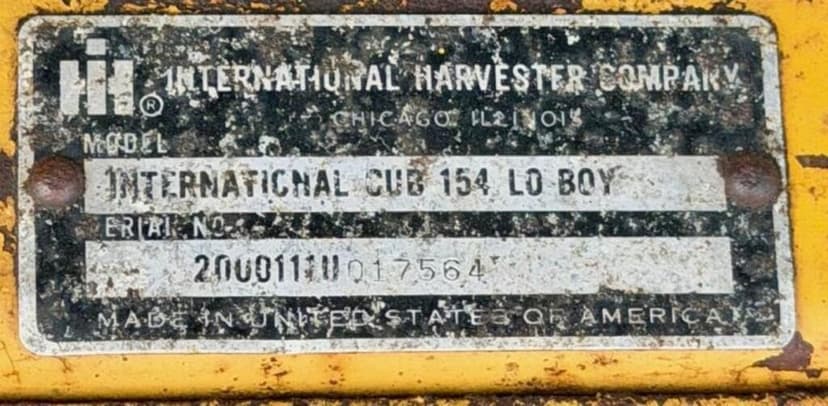 IH ® INTERNATIONAL HARVESTER COMPANY
CHICAGO ILLINOIS
MODEL
INTERNATIONAL CUB 154 LO BOY
SERIAL NO.
2000111U017564
MADE IN UNITED STATES OF AMERICA